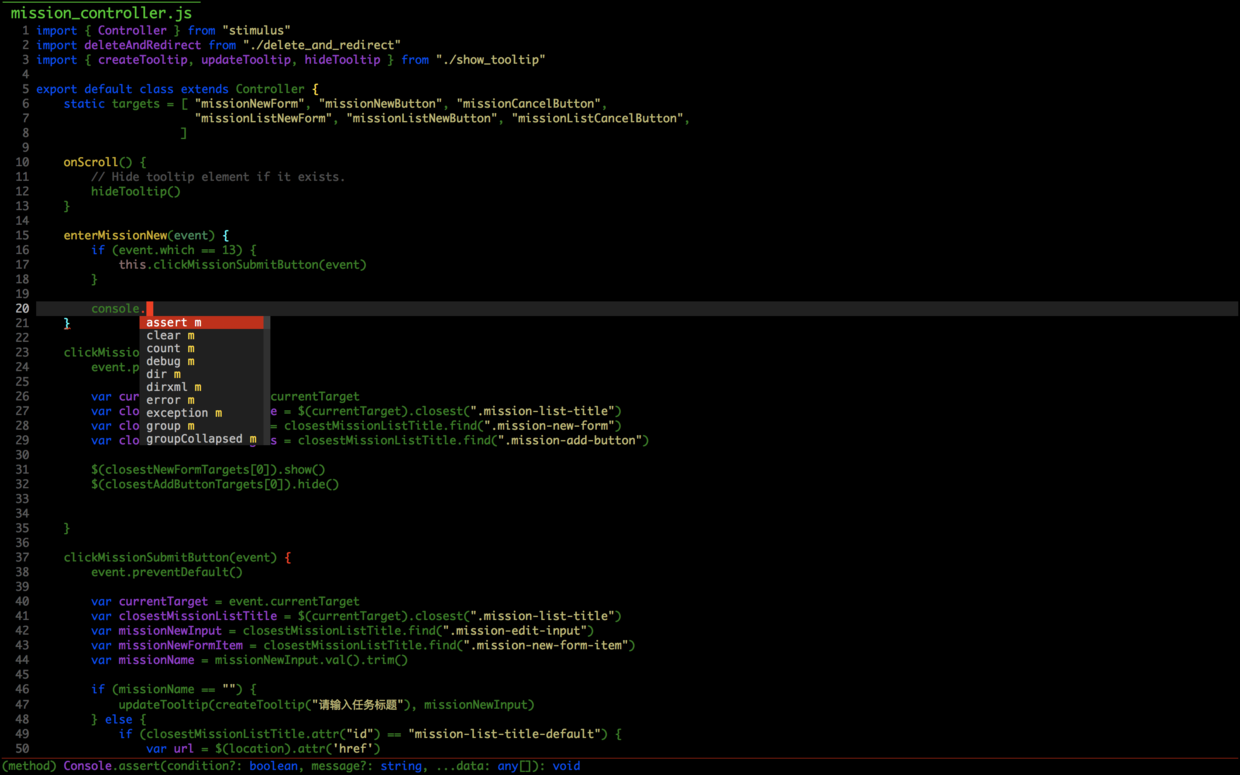 mission_controller.js
1 import { Controller } from "stimulus"
2 import deleteAndRedirect from "./delete_and_redirect"
3 import { createTooltip, updateTooltip, hideTooltip } from "./show_tooltip"
4
5 export default class extends Controller {
6     static targets = [ "missionNewForm", "missionNewButton", "missionCancelButton",
7                        "missionListNewForm", "missionListNewButton", "missionListCancelButton",
8                      ]
9
10     onScroll() {
11         // Hide tooltip element if it exists.
12         hideTooltip()
13     }
14
15     enterMissionNew(event) {
16         if (event.which == 13) {
17             this.clickMissionSubmitButton(event)
18         }
19
20         console.
21     }
assert m
22
clear m
count m
23     clickMissio
debug m
24         event.p
dir m
25
dirxml m
26         var cur currentTarget
error m
27         var clo e = $(currentTarget).closest(".mission-list-title")
exception m
28         var clo = closestMissionListTitle.find(".mission-new-form")
group m
29         var clo s = closestMissionListTitle.find(".mission-add-button")
groupCollapsed m
30
31         $(closestNewFormTargets[0]).show()
32         $(closestAddButtonTargets[0]).hide()
33
34
35     }
36
37     clickMissionSubmitButton(event) {
38         event.preventDefault()
39
40         var currentTarget = event.currentTarget
41         var closestMissionListTitle = $(currentTarget).closest(".mission-list-title")
42         var missionNewInput = closestMissionListTitle.find(".mission-edit-input")
43         var missionNewFormItem = closestMissionListTitle.find(".mission-new-form-item")
44         var missionName = missionNewInput.val().trim()
45
46         if (missionName == "") {
47             updateTooltip(createTooltip("请输入任务标题"), missionNewInput)
48         } else {
49             if (closestMissionListTitle.attr("id") == "mission-list-title-default") {
50                 var url = $(location).attr('href')
(method) Console.assert(condition?: boolean, message?: string, ...data: any[]): void